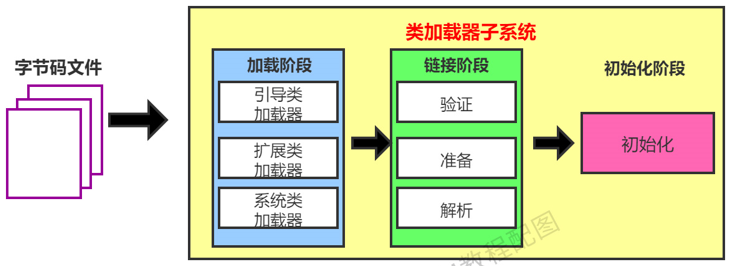 类加载器子系统
字节码文件
加载阶段
引导类
加载器
扩展类
加载器
系统类
加载器
链接阶段
验证
准备
解析
初始化阶段
初始化
教程配图